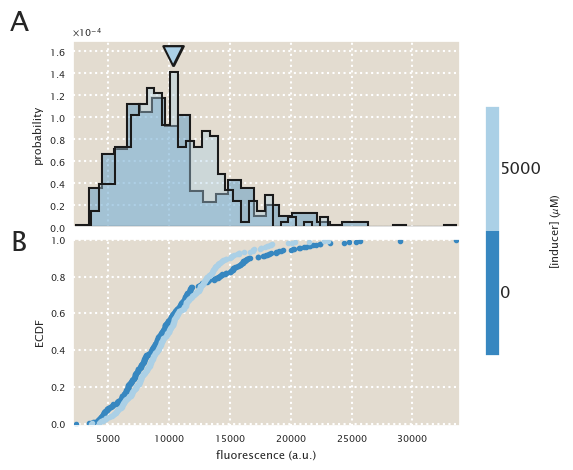 A
×10⁻⁴
1.6
1.4
1.2
1.0
0.8
0.6
0.4
0.2
0.0
probability
B
1.0
0.8
0.6
0.4
0.2
0.0
ECDF
5000 10000 15000 20000 25000 30000
fluorescence (a.u.)
5000
0
[inducer] (μM)